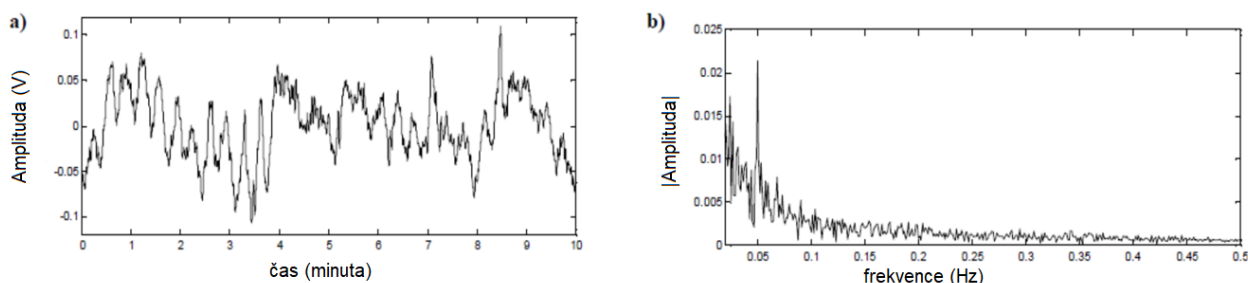 a)
Amplituda (V)
0.1
0.05
0
-0.05
-0.1
0 1 2 3 4 5 6 7 8 9 10
čas (minuta)
b)
|Amplituda|
0.025
0.02
0.015
0.01
0.005
0
0.05 0.1 0.15 0.2 0.25 0.3 0.35 0.4 0.45 0.5
frekvence (Hz)